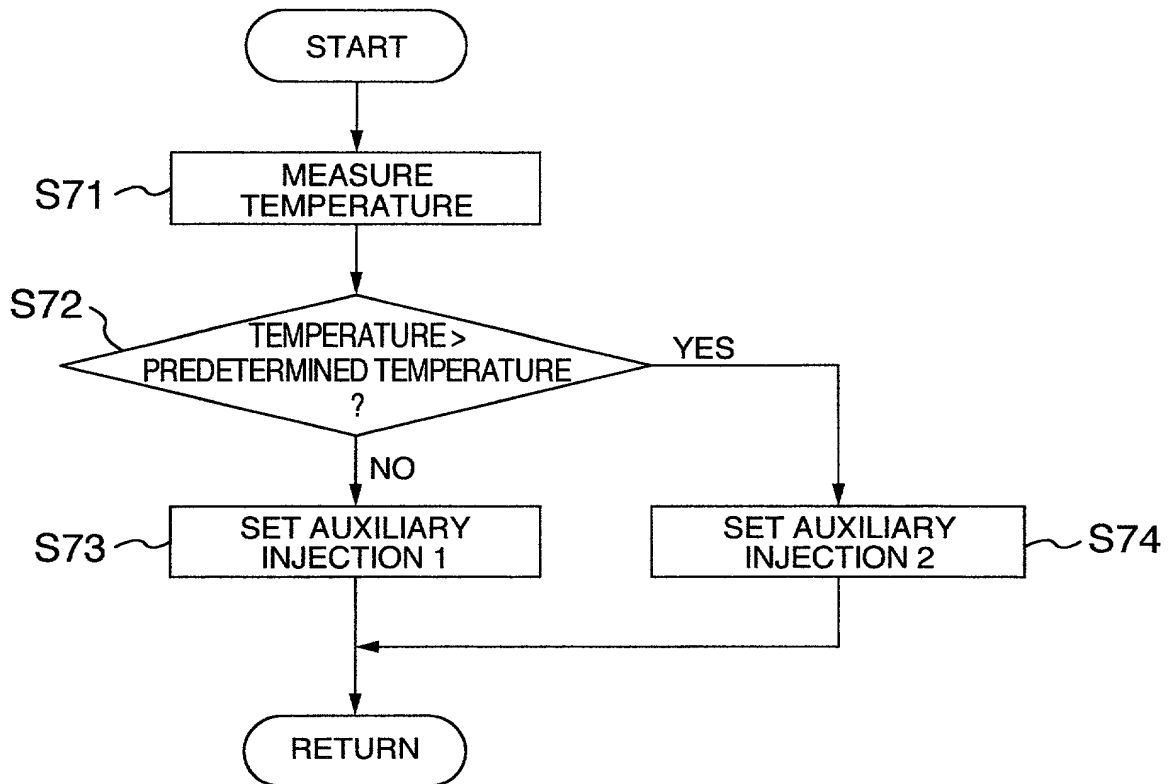 START
S71
MEASURE
TEMPERATURE
S72
TEMPERATURE >
PREDETERMINED TEMPERATURE
?
YES
NO
S73
SET AUXILIARY
INJECTION 1
SET AUXILIARY
INJECTION 2
S74
RETURN